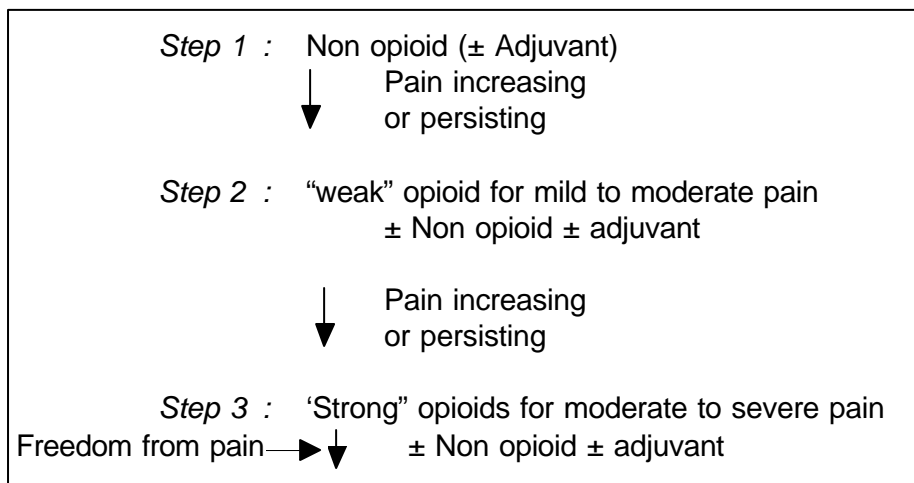 Step 1 : Non opioid (± Adjuvant)
Pain increasing
or persisting
Step 2 : “weak” opioid for mild to moderate pain
± Non opioid ± adjuvant
Pain increasing
or persisting
Step 3 : ‘Strong” opioids for moderate to severe pain
Freedom from pain ± Non opioid ± adjuvant